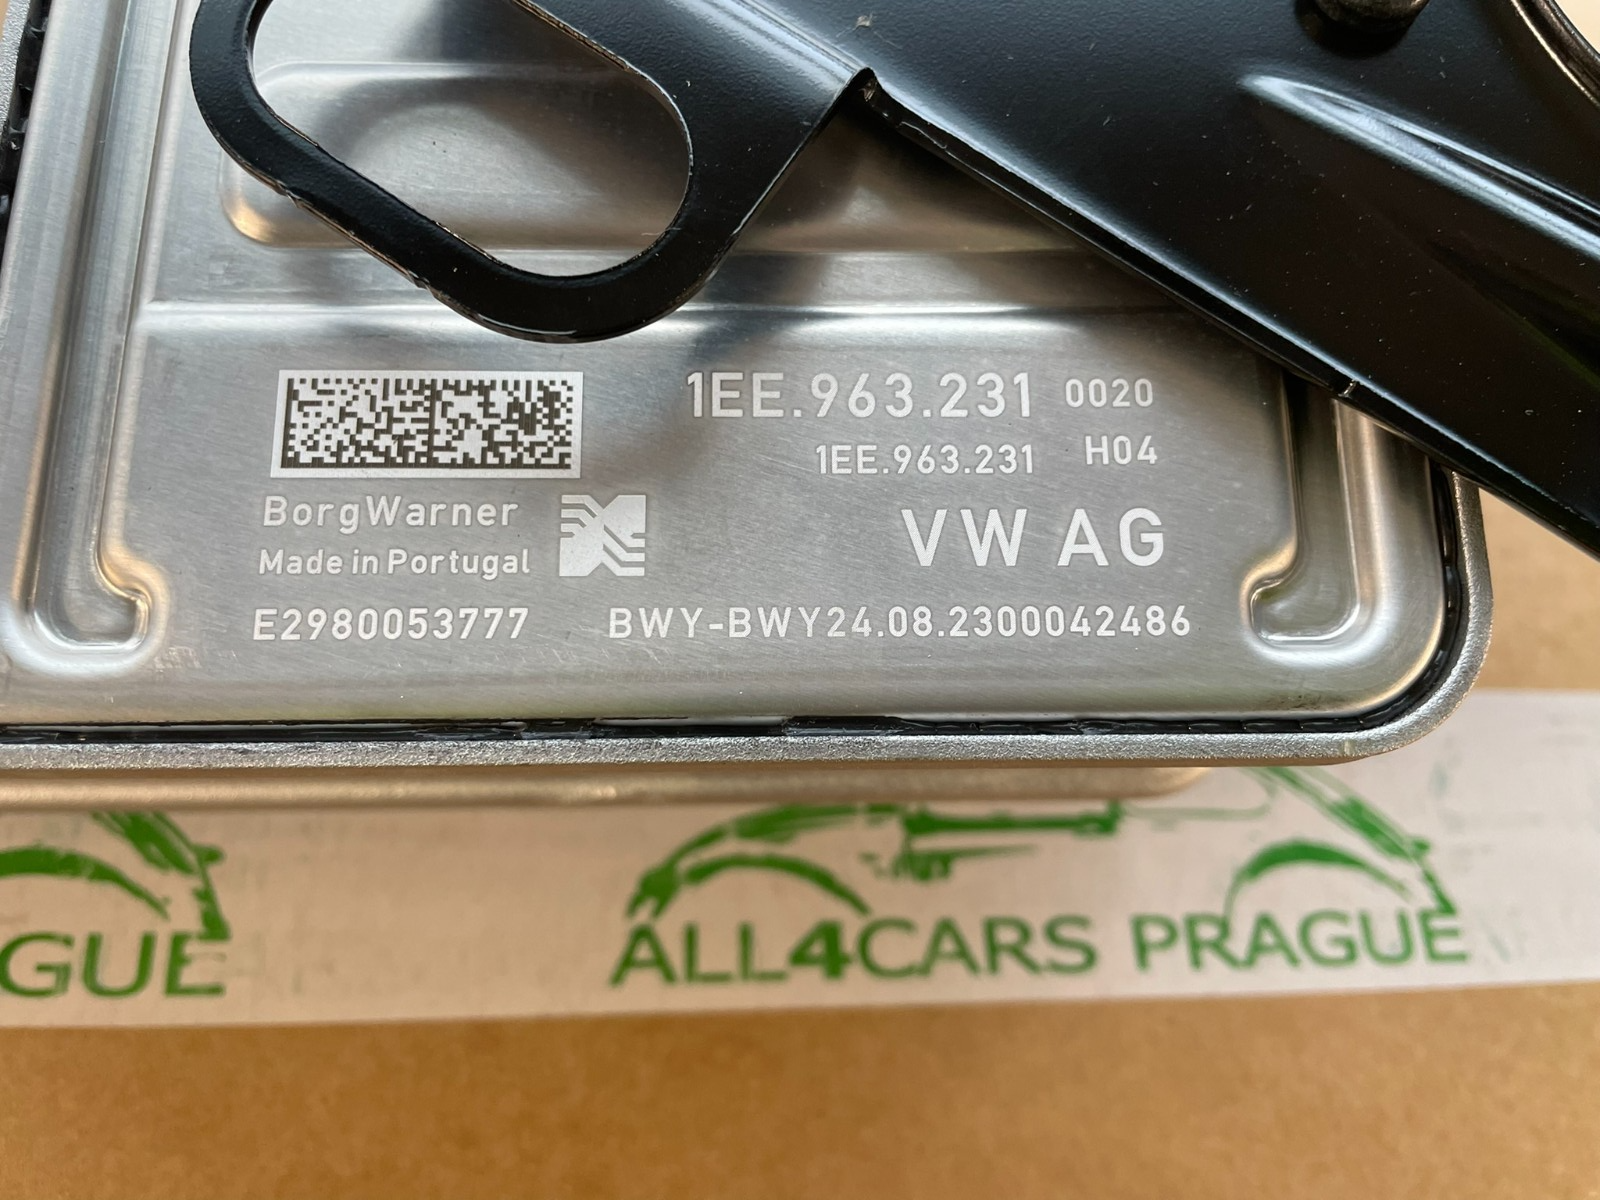 1EE.963.231 0020
1EE.963.231 H04
BorgWarner
Made in Portugal
VW AG
E2980053777 BWY-BWY24.08.2300042486
GUE ALL4CARS PRAGUE